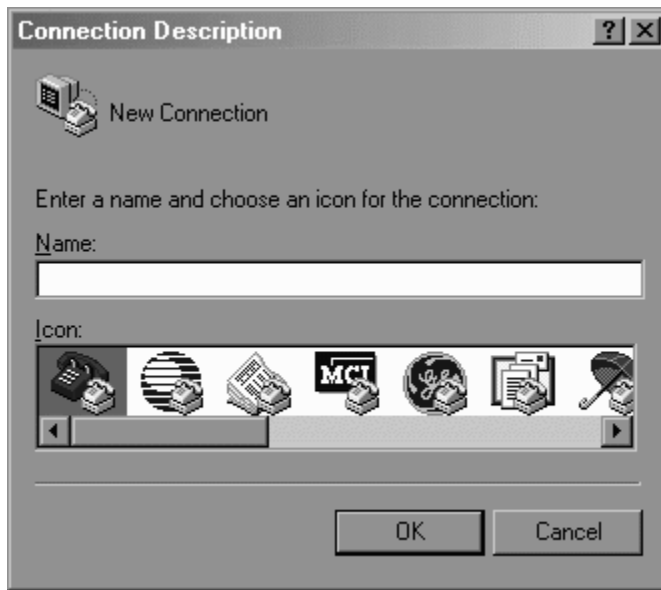 Connection Description
New Connection
Enter a name and choose an icon for the connection:
Name:
Icon:
MCI
OK
Cancel